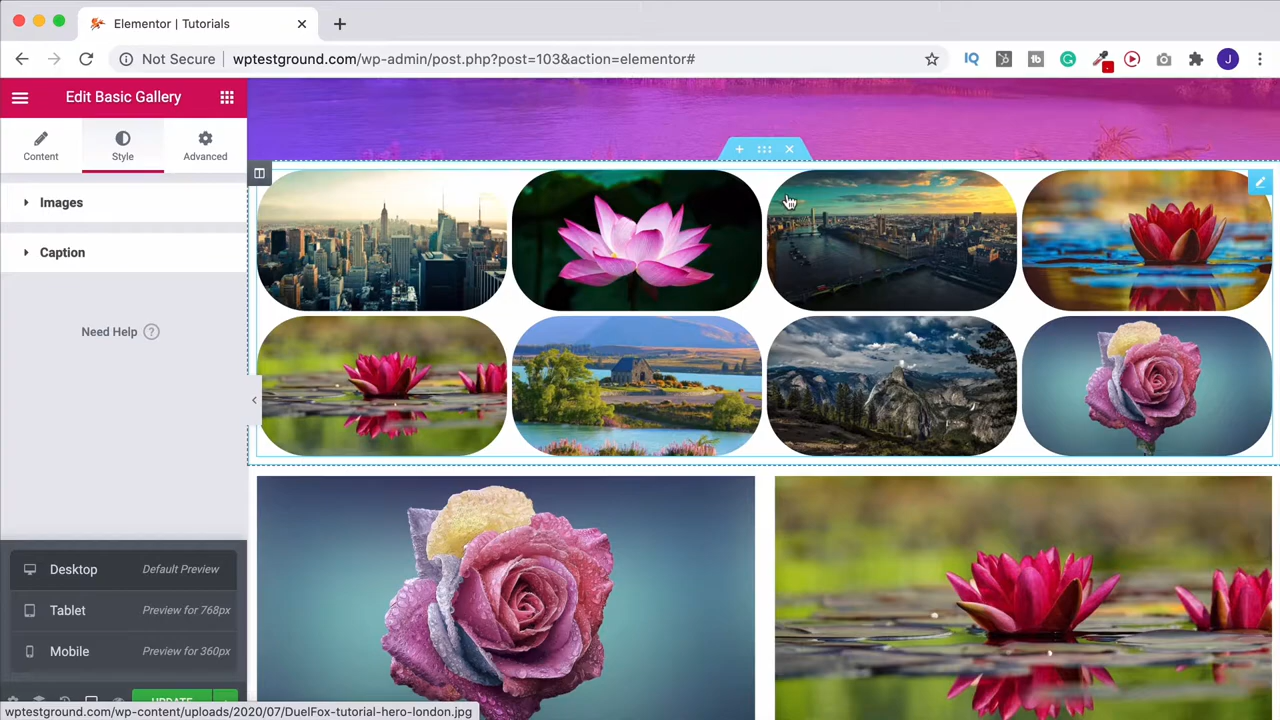 Elementor | Tutorials
Not Secure wptestground.com/wp-admin/post.php?post=103&action=elementor#
IQ
tb
J
Edit Basic Gallery
Content Style Advanced
Images
Caption
Need Help ?
Desktop Default Preview
Tablet Preview for 768px
Mobile Preview for 360px
UPDATE
wptestground.com/wp-content/uploads/2020/07/DuelFox-tutorial-hero-london.jpg